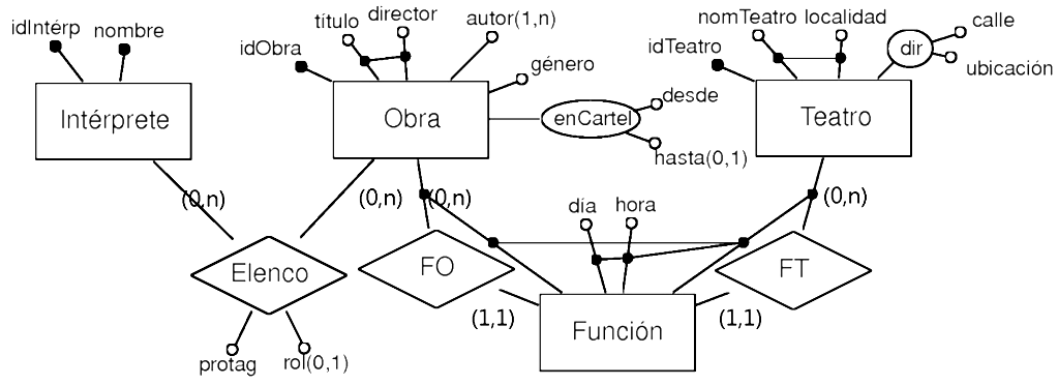 idIntérp nombre
idObra
título
director
autor(1,n)
género
nomTeatro localidad
idTeatro
dir
calle
ubicación
Intérprete
Obra
enCartel
desde
hasta(0,1)
Teatro
(0,n)
(0,n)
(0,n)
(0,n)
día
hora
Elenco
FO
FT
(1,1)
Función
(1,1)
protag
rol(0,1)